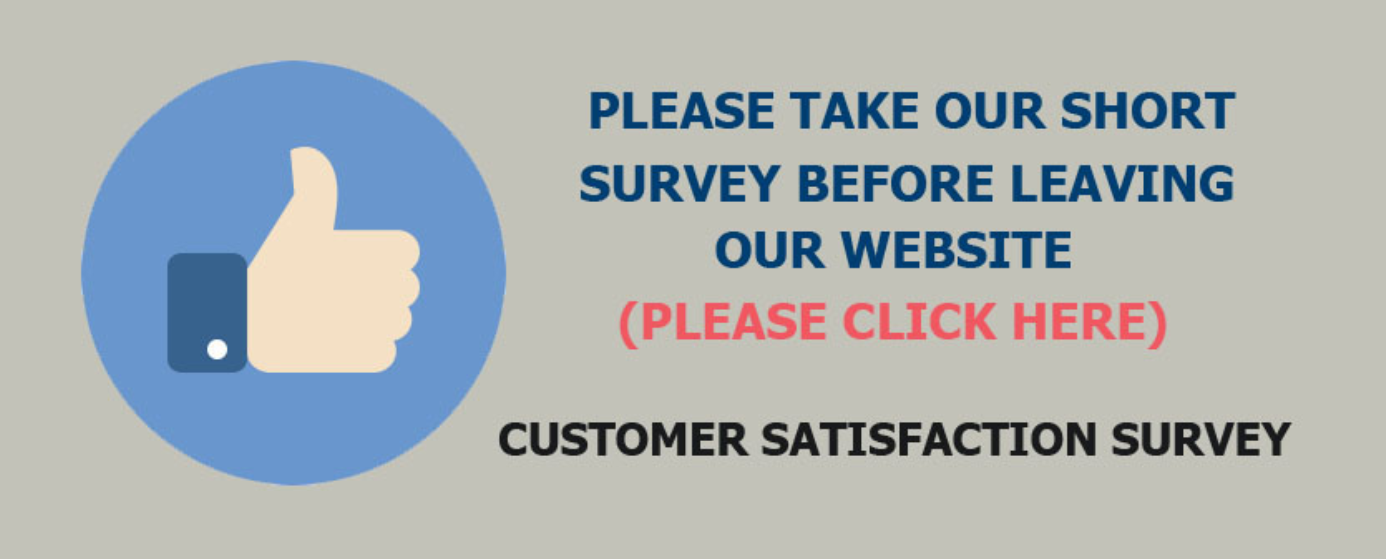 PLEASE TAKE OUR SHORT
SURVEY BEFORE LEAVING
OUR WEBSITE
(PLEASE CLICK HERE)
CUSTOMER SATISFACTION SURVEY